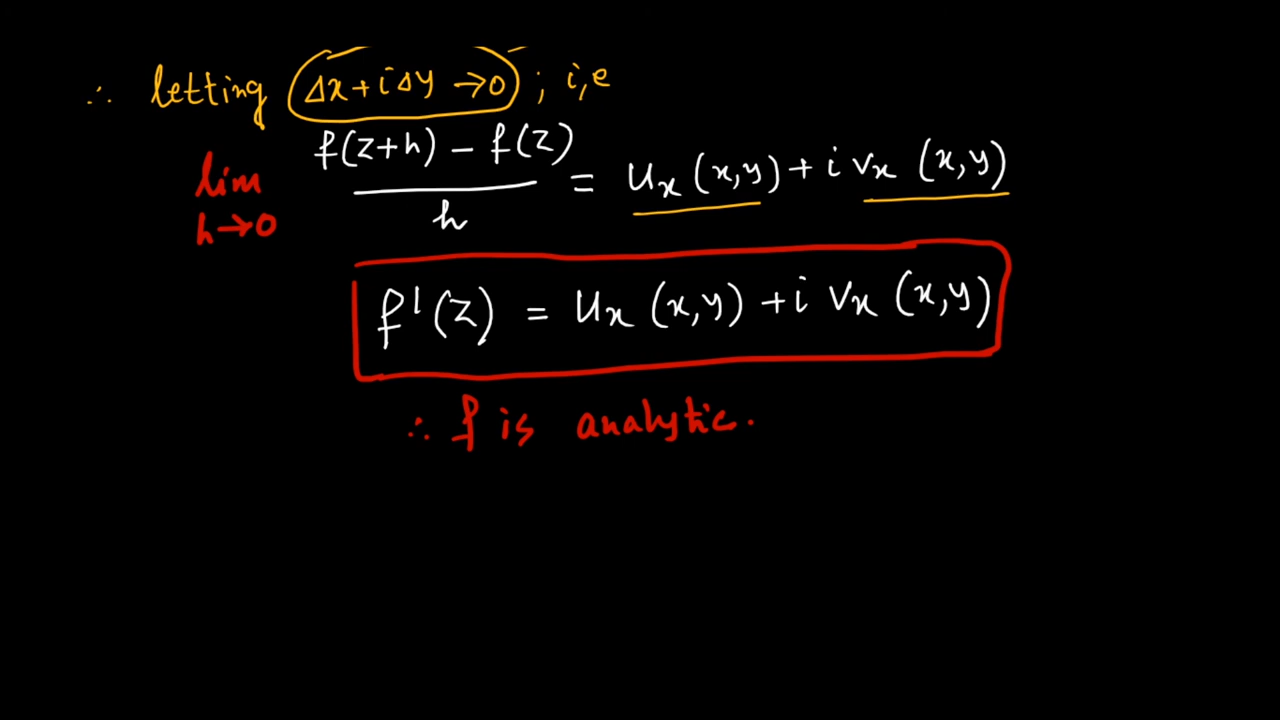 ∴ letting Δx+iΔy →0 ; i,e
lim h→0 f(z+h) – f(z) / h = uₓ (x,y) + i vₓ (x,y)
f'(z) = uₓ (x,y) + i vₓ (x,y)
∴ f is analytic.